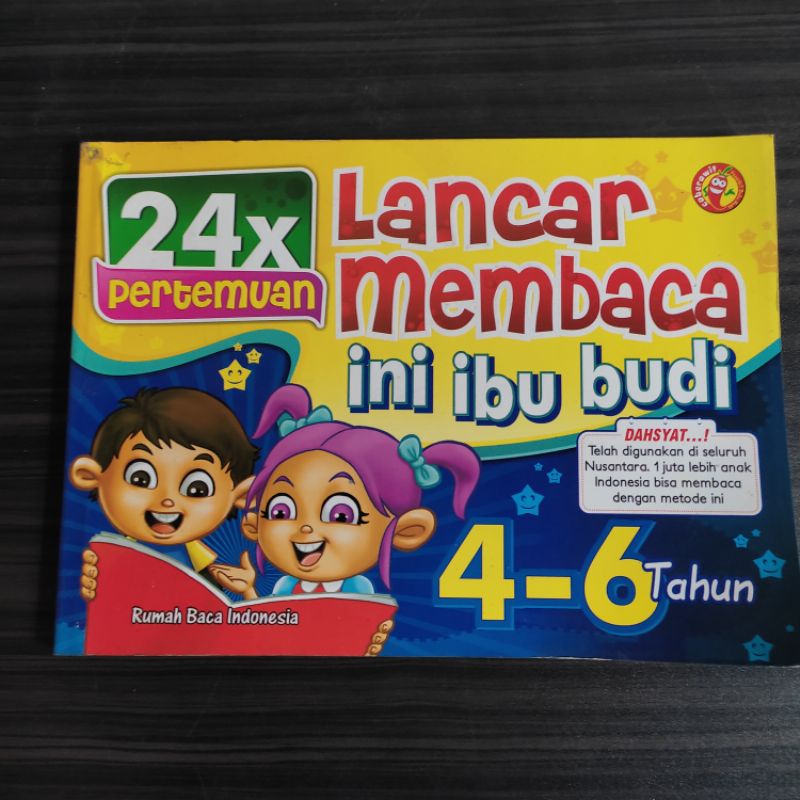 24x
Pertemuan
Lancar
Membaca
ini ibu budi
DAHSYAT...!
Telah digunakan di seluruh
Nusantara. 1 juta lebih anak
Indonesia bisa membaca
dengan metode ini
4-6 Tahun
Rumah Baca Indonesia
caberawit